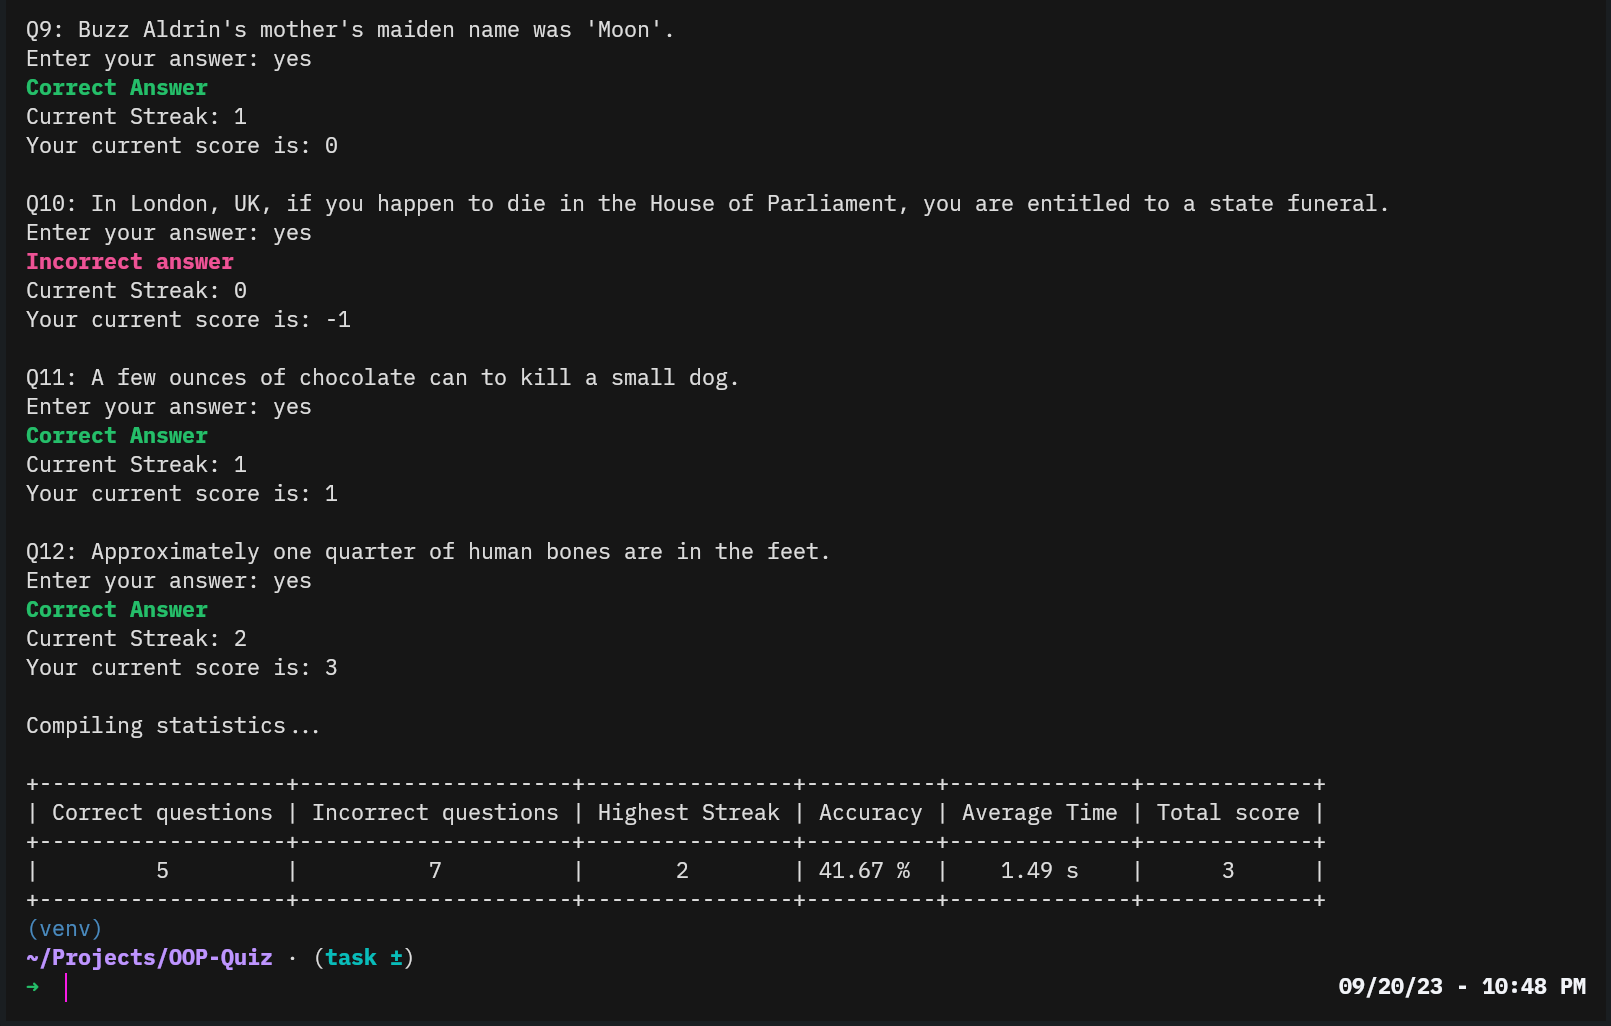 Q9: Buzz Aldrin's mother's maiden name was 'Moon'.
Enter your answer: yes
Correct Answer
Current Streak: 1
Your current score is: 0

Q10: In London, UK, if you happen to die in the House of Parliament, you are entitled to a state funeral.
Enter your answer: yes
Incorrect answer
Current Streak: 0
Your current score is: -1

Q11: A few ounces of chocolate can to kill a small dog.
Enter your answer: yes
Correct Answer
Current Streak: 1
Your current score is: 1

Q12: Approximately one quarter of human bones are in the feet.
Enter your answer: yes
Correct Answer
Current Streak: 2
Your current score is: 3

Compiling statistics...

+-------------------+---------------------+----------------+----------+--------------+-------------+
| Correct questions | Incorrect questions | Highest Streak | Accuracy | Average Time | Total score |
+-------------------+---------------------+----------------+----------+--------------+-------------+
|         5         |          7          |       2        | 41.67 %  |    1.49 s    |      3      |
+-------------------+---------------------+----------------+----------+--------------+-------------+
(venv)
~/Projects/OOP-Quiz · (task ±)
➜ 09/20/23 - 10:48 PM